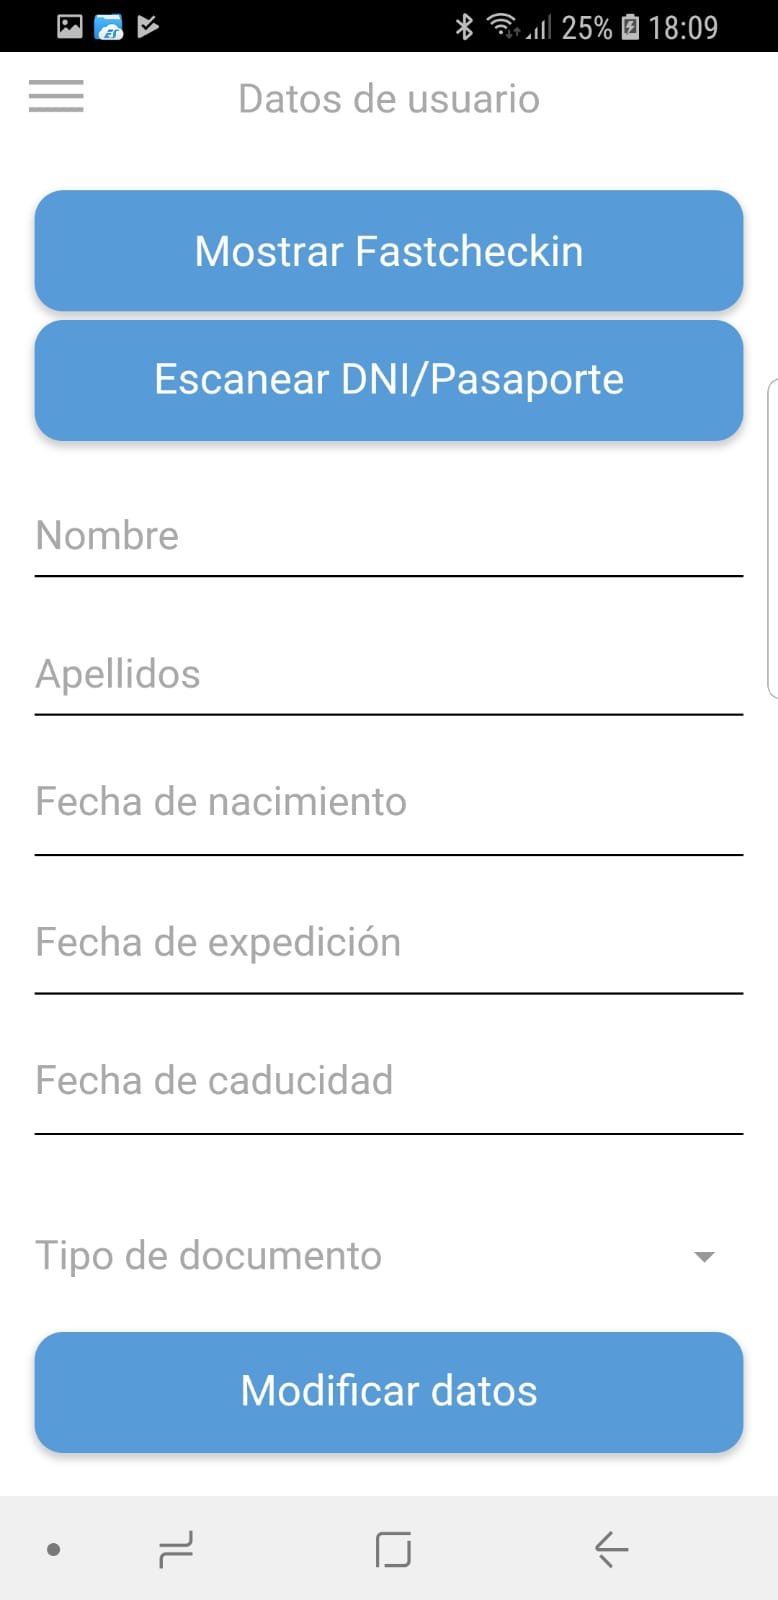 25% 18:09
Datos de usuario
Mostrar Fastcheckin
Escanear DNI/Pasaporte
Nombre
Apellidos
Fecha de nacimiento
Fecha de expedición
Fecha de caducidad
Tipo de documento
Modificar datos